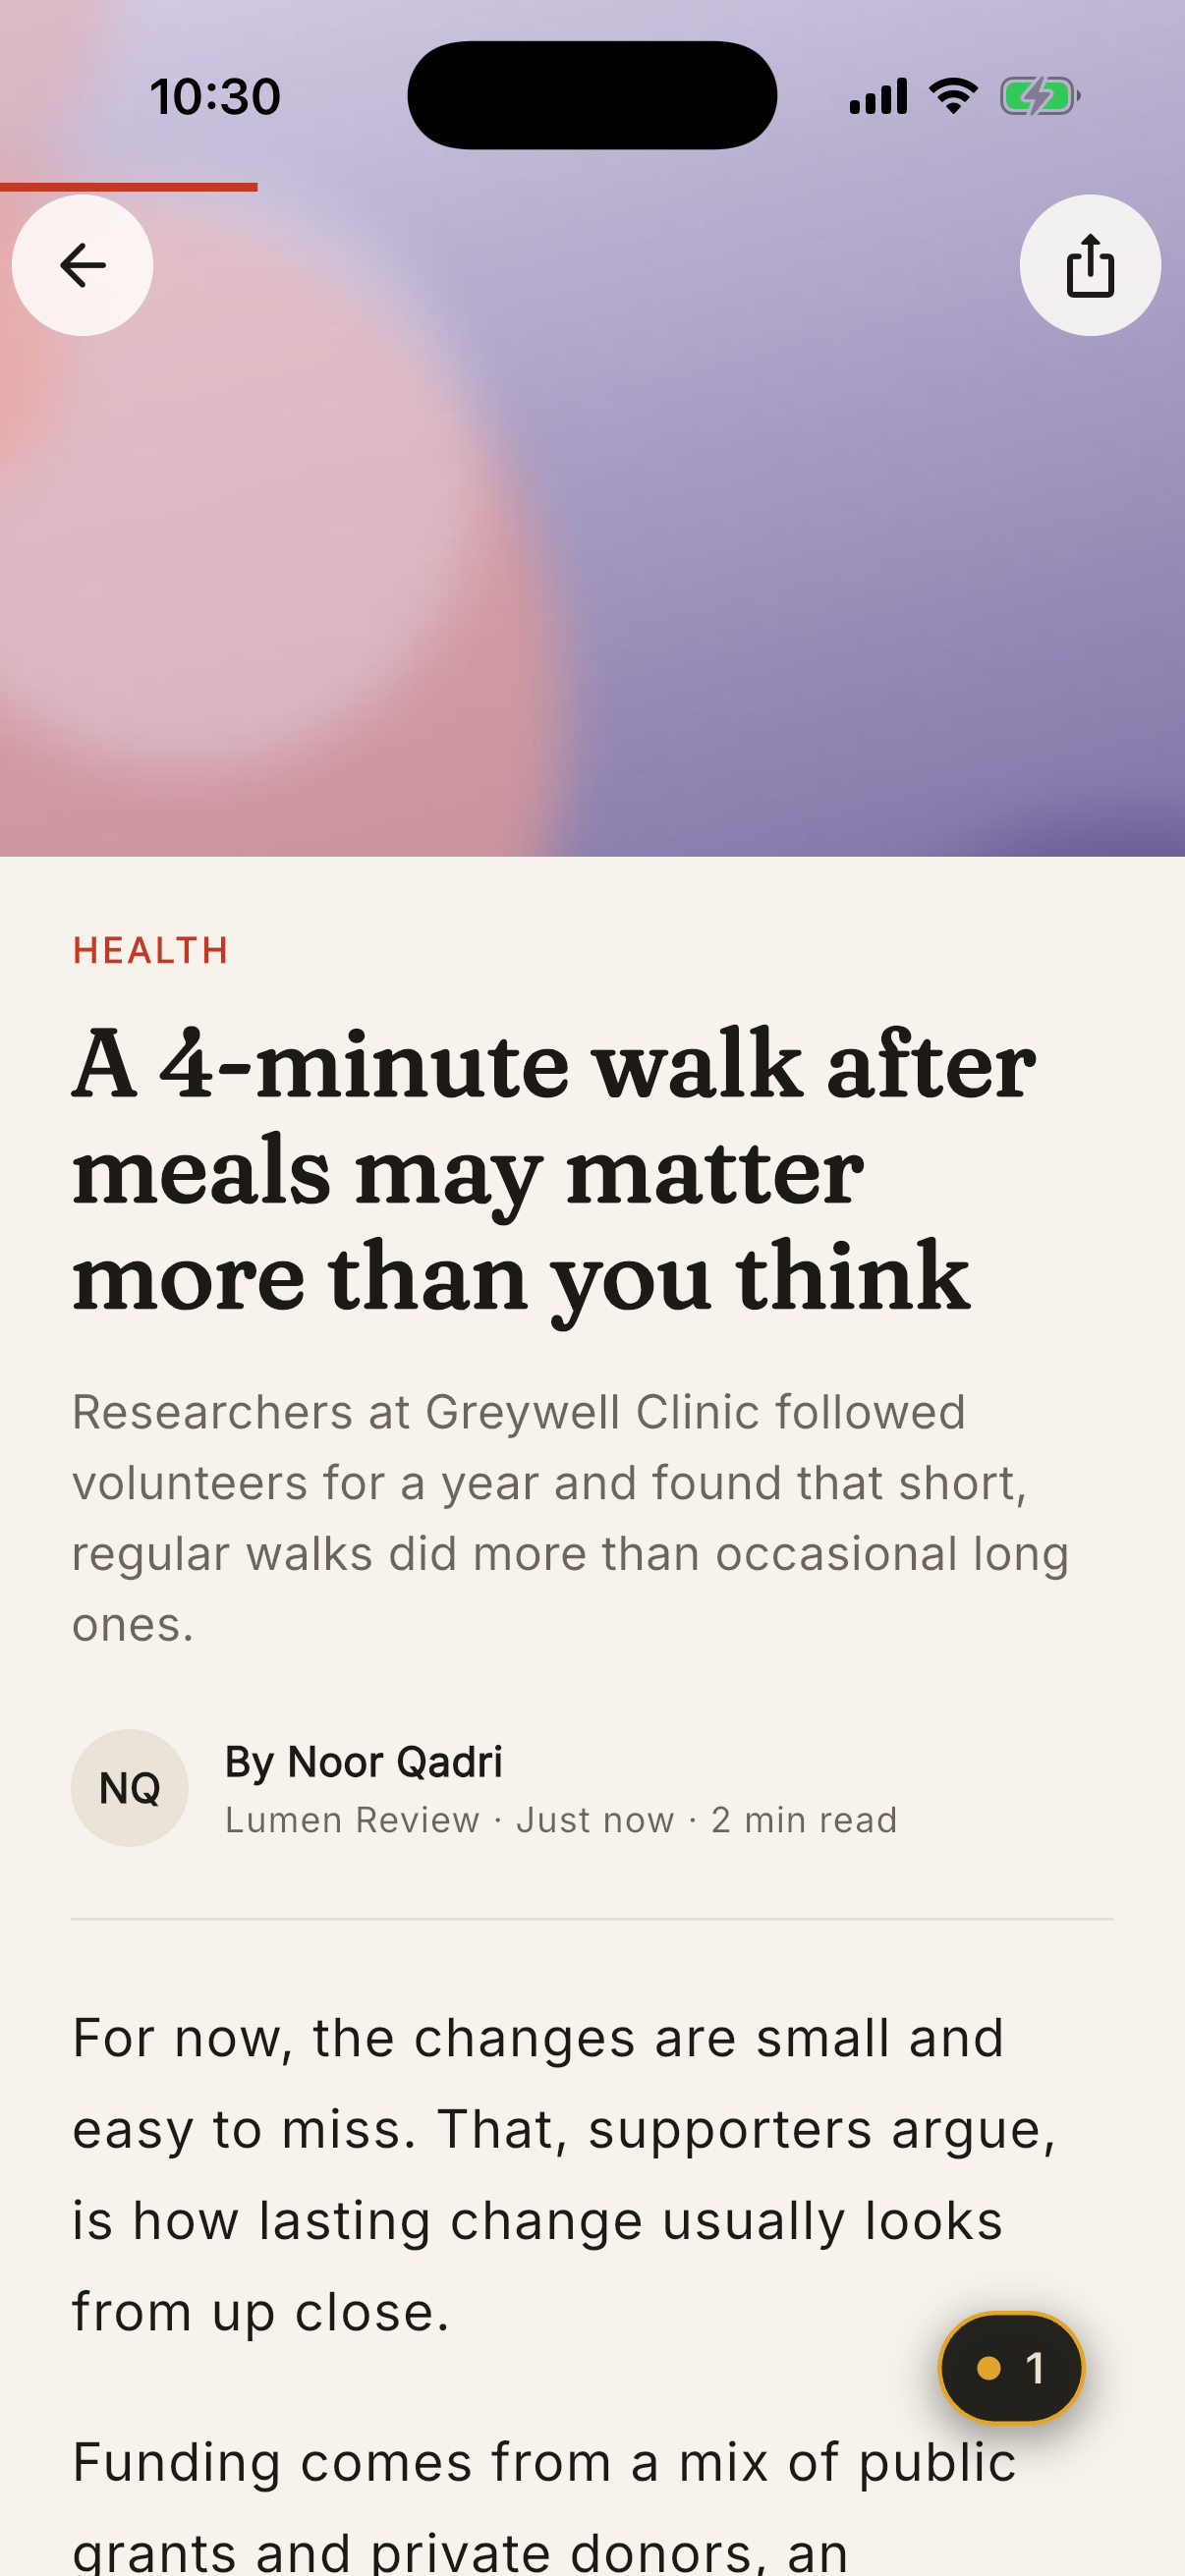 10:30
HEALTH
A 4-minute walk after
meals may matter
more than you think
Researchers at Greywell Clinic followed
volunteers for a year and found that short,
regular walks did more than occasional long
ones.
NQ
By Noor Qadri
Lumen Review · Just now · 2 min read
For now, the changes are small and
easy to miss. That, supporters argue,
is how lasting change usually looks
from up close.
1
Funding comes from a mix of public
grants and private donors, an